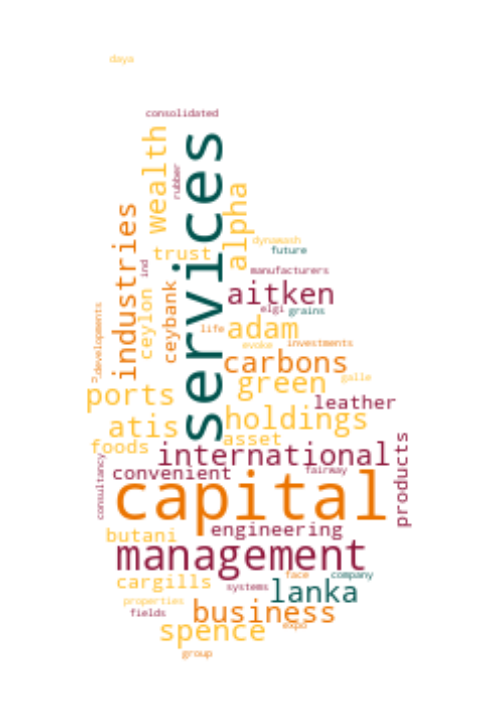 daya
consolidated
wealth
rubber
services
alpha
industries
trust
dynawash
future
ind
manufacturers
ceylon
ceybank
aitken
elgi
grains
developments
life
adam
evoke
investments
carbons
green
galle
ports
leather
holdings
atis
asset
foods
international
products
consultancy
convenient
fairway
capital
engineering
butani
management
cargills
face
company
systems
lanka
properties
fields
business
spence
expo
group